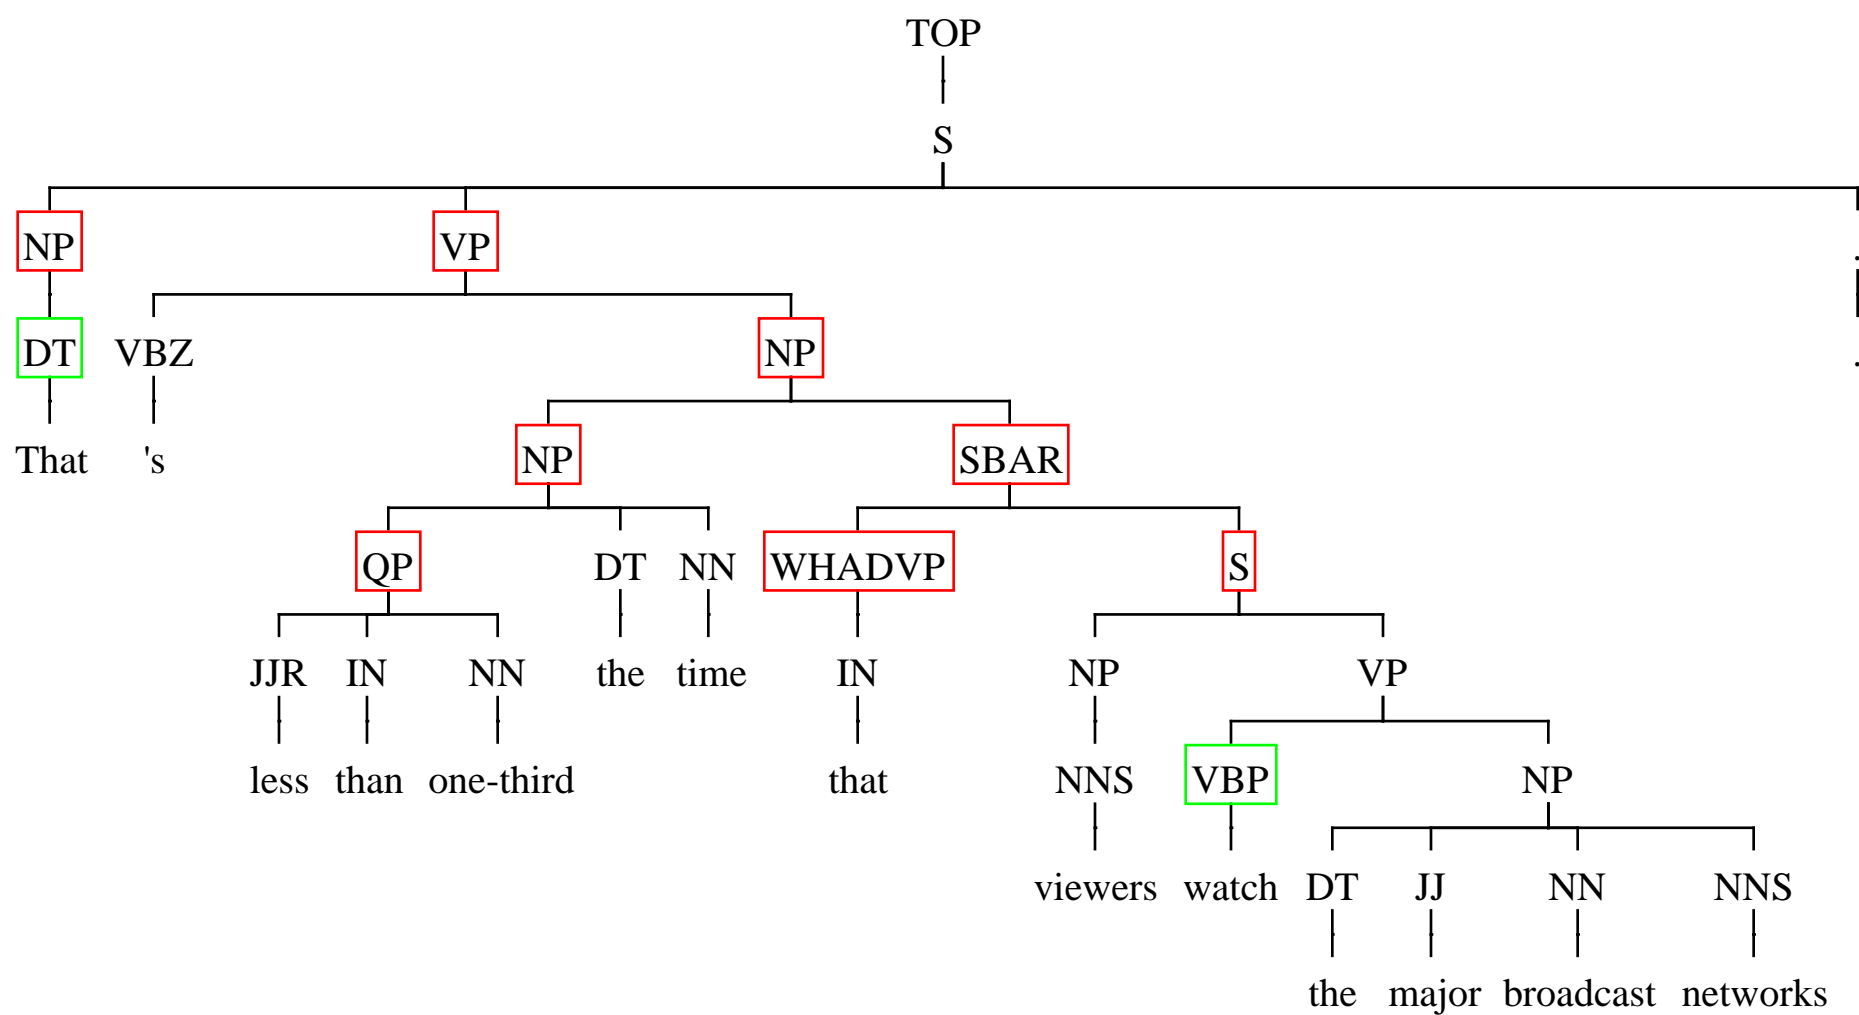 TOP
S
NP VP .
DT VBZ NP .
That 's NP SBAR
QP DT NN WHADVP S
JJR IN NN the time IN NP VP
less than one-third that NNS VBP NP
viewers watch DT JJ NN NNS
the major broadcast networks